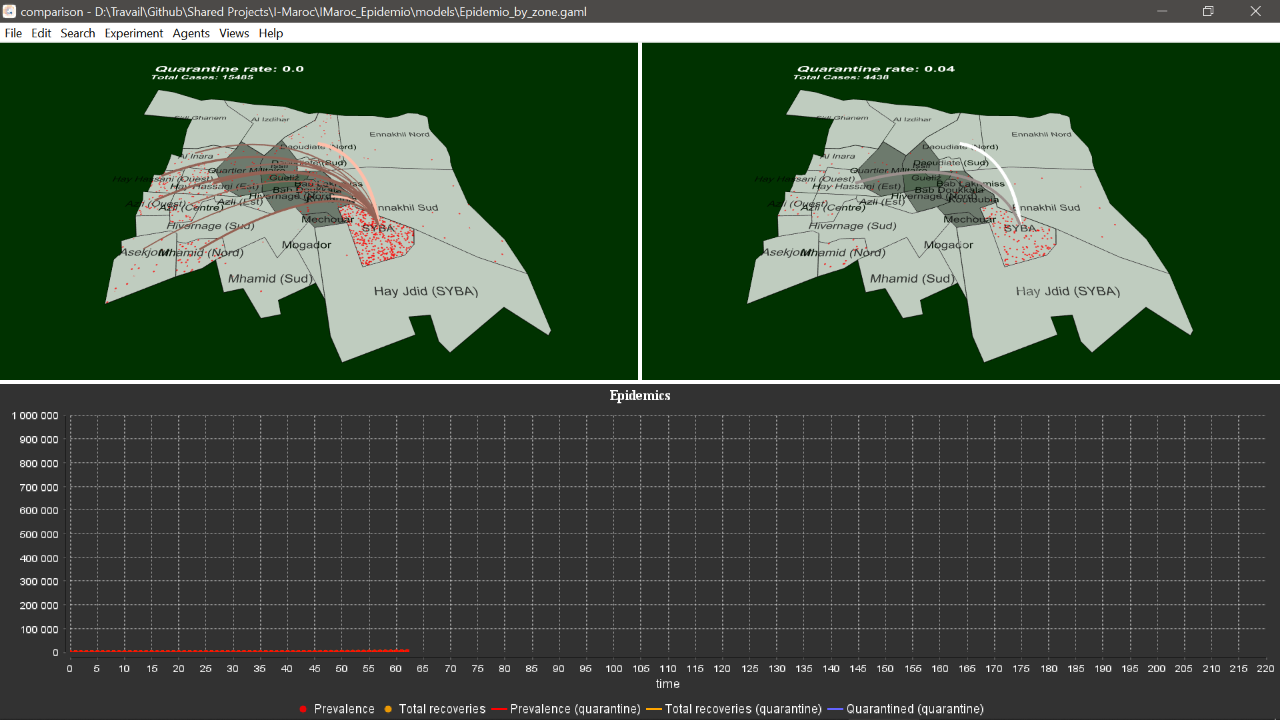 comparison - D:\Travail\Github\Shared Projects\I-Maroc\IMaroc_Epidemio\models\Epidemio_by_zone.gaml
File Edit Search Experiment Agents Views Help
Quarantine rate: 0.0
Total Cases: 15485
Sidi Ghanem
Al Izdihar
Ennakhil Nord
Daoudiate (Nord)
Al Inara
Daoudiate (Sud)
Quartier Militaire
Hay Hassani (Ouest)
Gueliz
Hay Hassani (Est)
Bab Lakhmiss
Bab Doukkala
Hivernage (Nord)
Azli (Ouest)
Azli (Centre)
Azli (Est)
Ennakhil Sud
Mechouar
Hivarnage (Sud)
SYBA
Mogador
Asekjour
Mhamid (Nord)
Mhamid (Sud)
Hay Jdid (SYBA)
Quarantine rate: 0.04
Total Cases: 4438
Sidi Ghanem
Al Izdihar
Ennakhil Nord
Daoudiate (Nord)
Al Inara
Daoudiate (Sud)
Quartier Militaire
Hay Hassani (Ouest)
Gueliz
Hay Hassani (Est)
Bab Lakhmiss
Bab Doukkala
Hivernage (Nord)
Koutoubia
Azli (Ouest)
Azli (Centre)
Azli (Est)
Ennakhil Sud
Mechouar
Hivarnage (Sud)
SYBA
Mogador
Asekjour
Mhamid (Nord)
Mhamid (Sud)
Hay Jdid (SYBA)
Epidemics
1 000 000
900 000
800 000
700 000
600 000
500 000
400 000
300 000
200 000
100 000
0
0 5 10 15 20 25 30 35 40 45 50 55 60 65 70 75 80 85 90 95 100 105 110 115 120 125 130 135 140 145 150 155 160 165 170 175 180 185 190 195 200 205 210 215 220
time
Prevalence Total recoveries Prevalence (quarantine) Total recoveries (quarantine) Quarantined (quarantine)